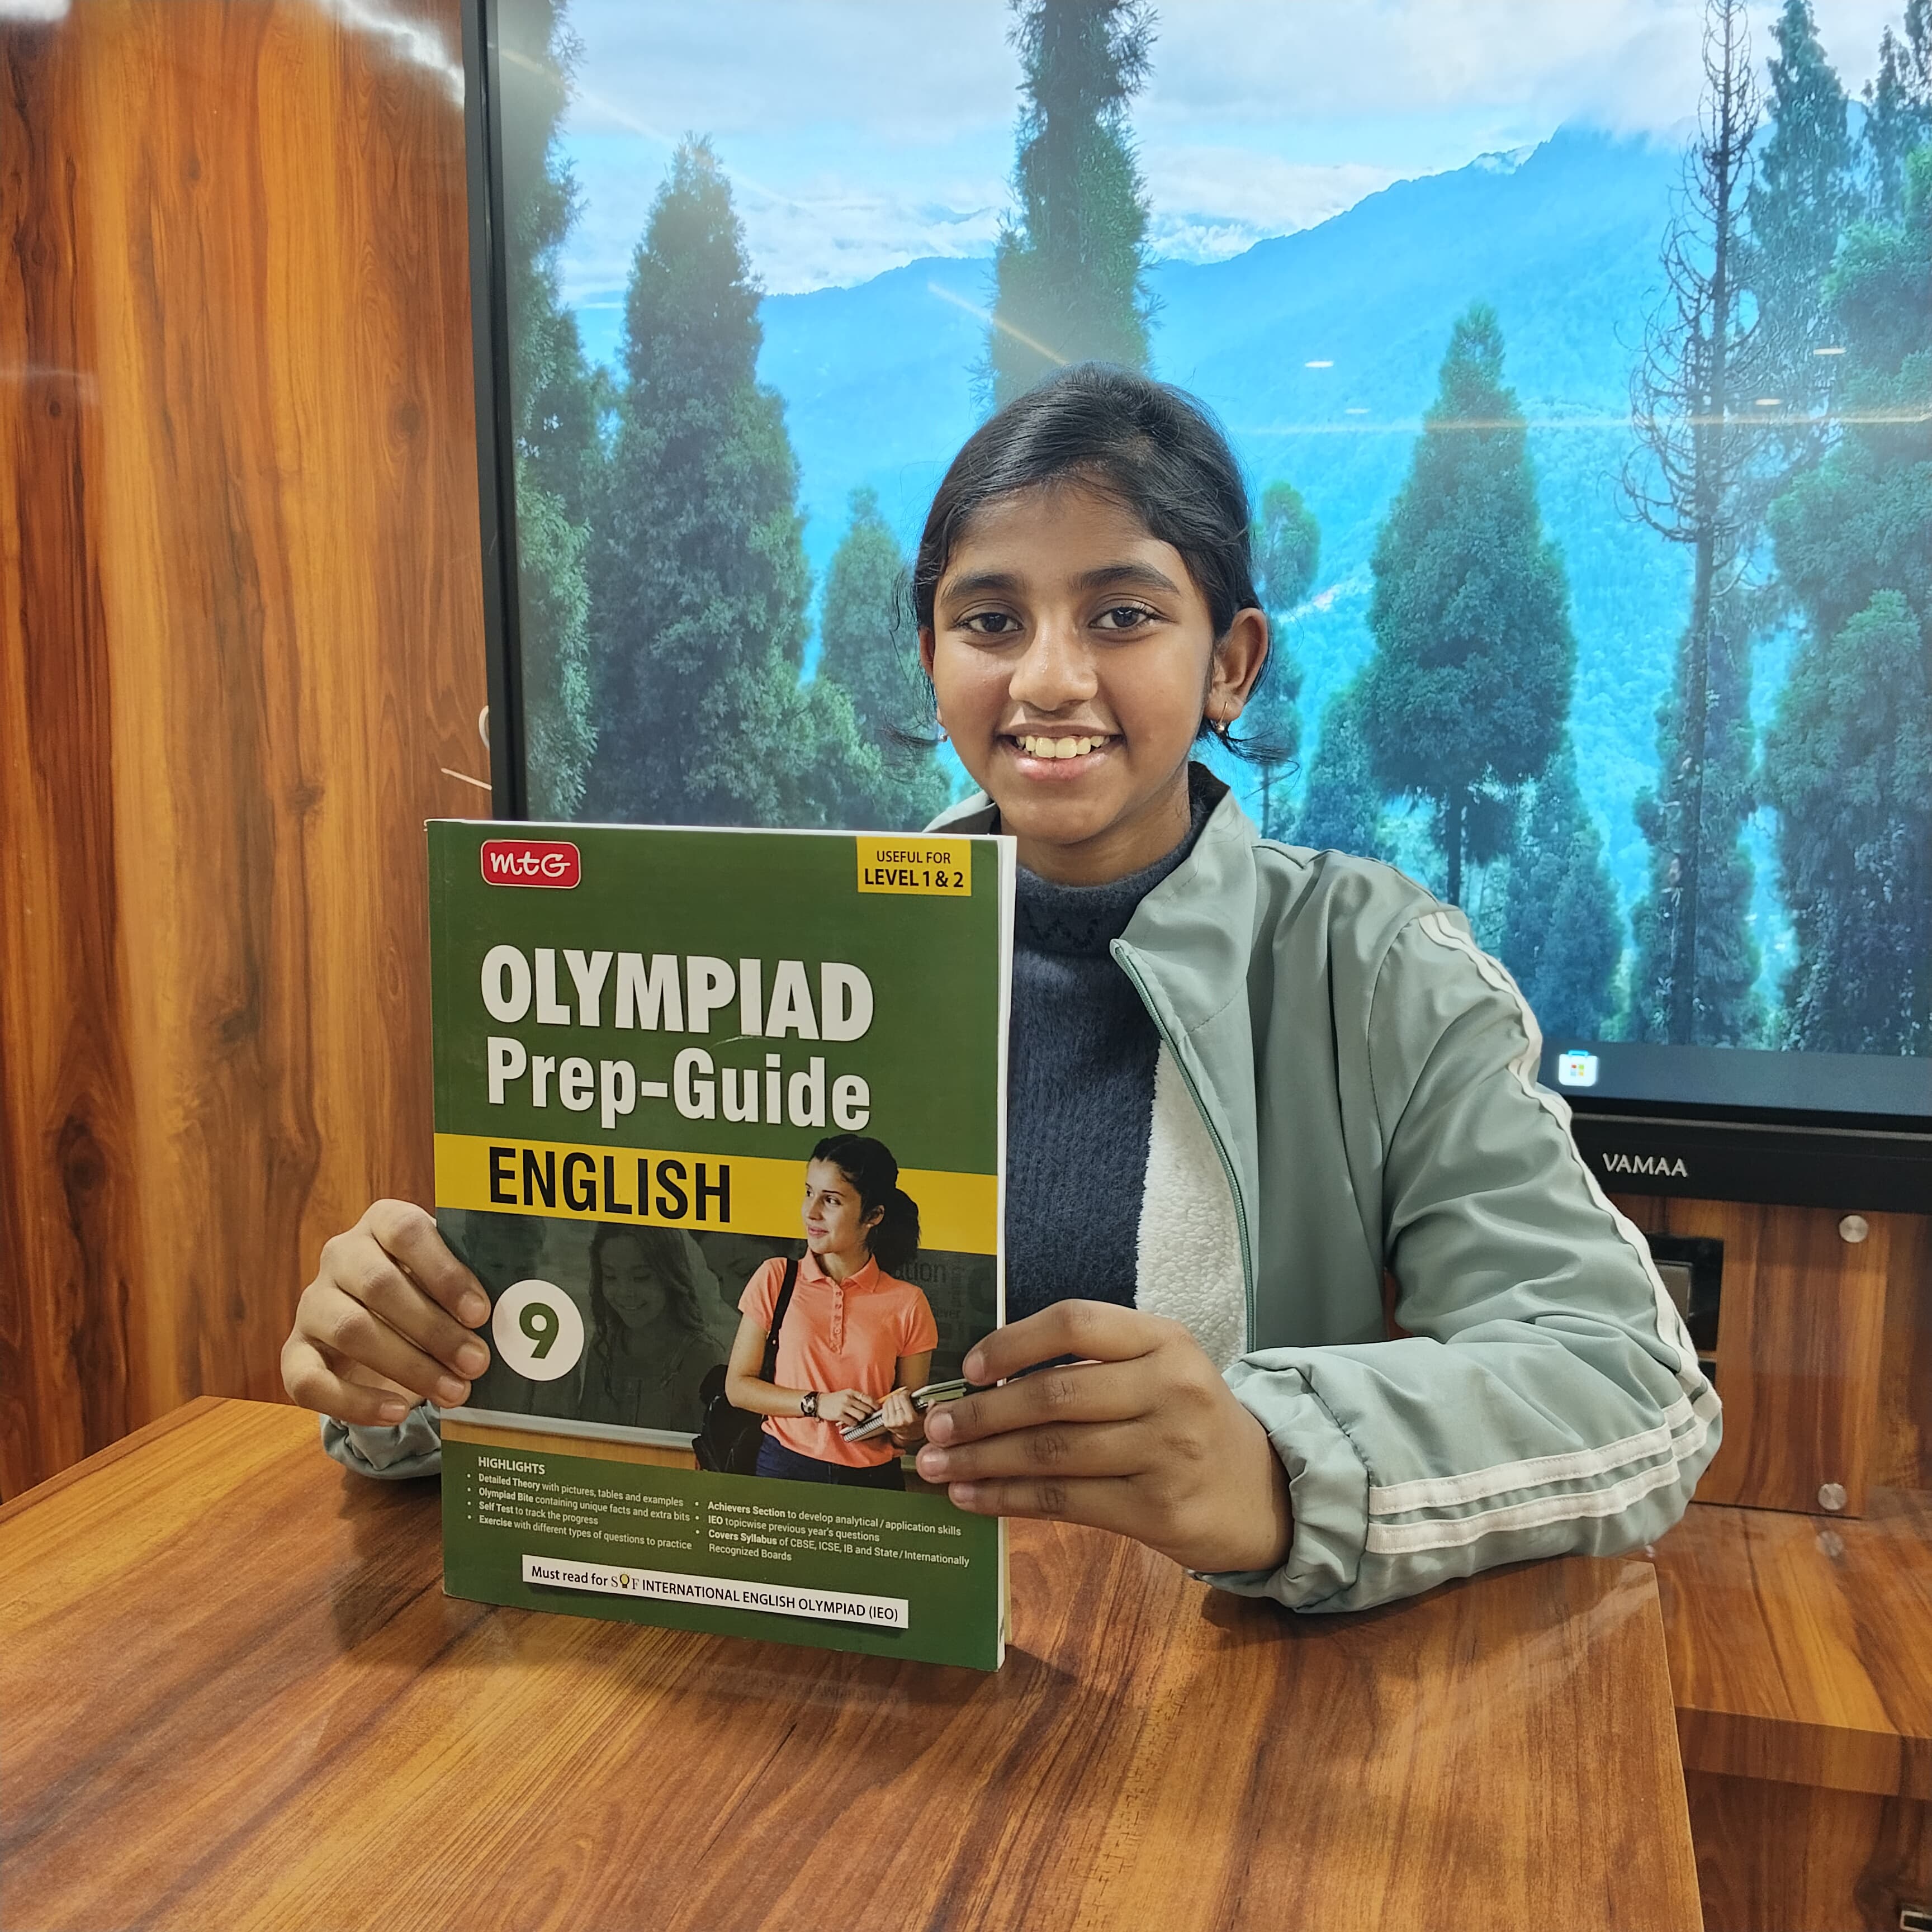 mtG
USEFUL FOR
LEVEL 1 & 2
OLYMPIAD
Prep-Guide
ENGLISH
9
HIGHLIGHTS
• Detailed Theory with pictures, tables and examples
• Olympiad Bite containing unique facts and extra bits
• Self Test to track the progress
• Exercise with different types of questions to practice
• Achievers Section to develop analytical / application skills
• IEO topicwise previous year's questions
• Covers Syllabus of CBSE, ICSE, IB and State / Internationally
Recognized Boards
Must read for SOF INTERNATIONAL ENGLISH OLYMPIAD (IEO)
VAMAA